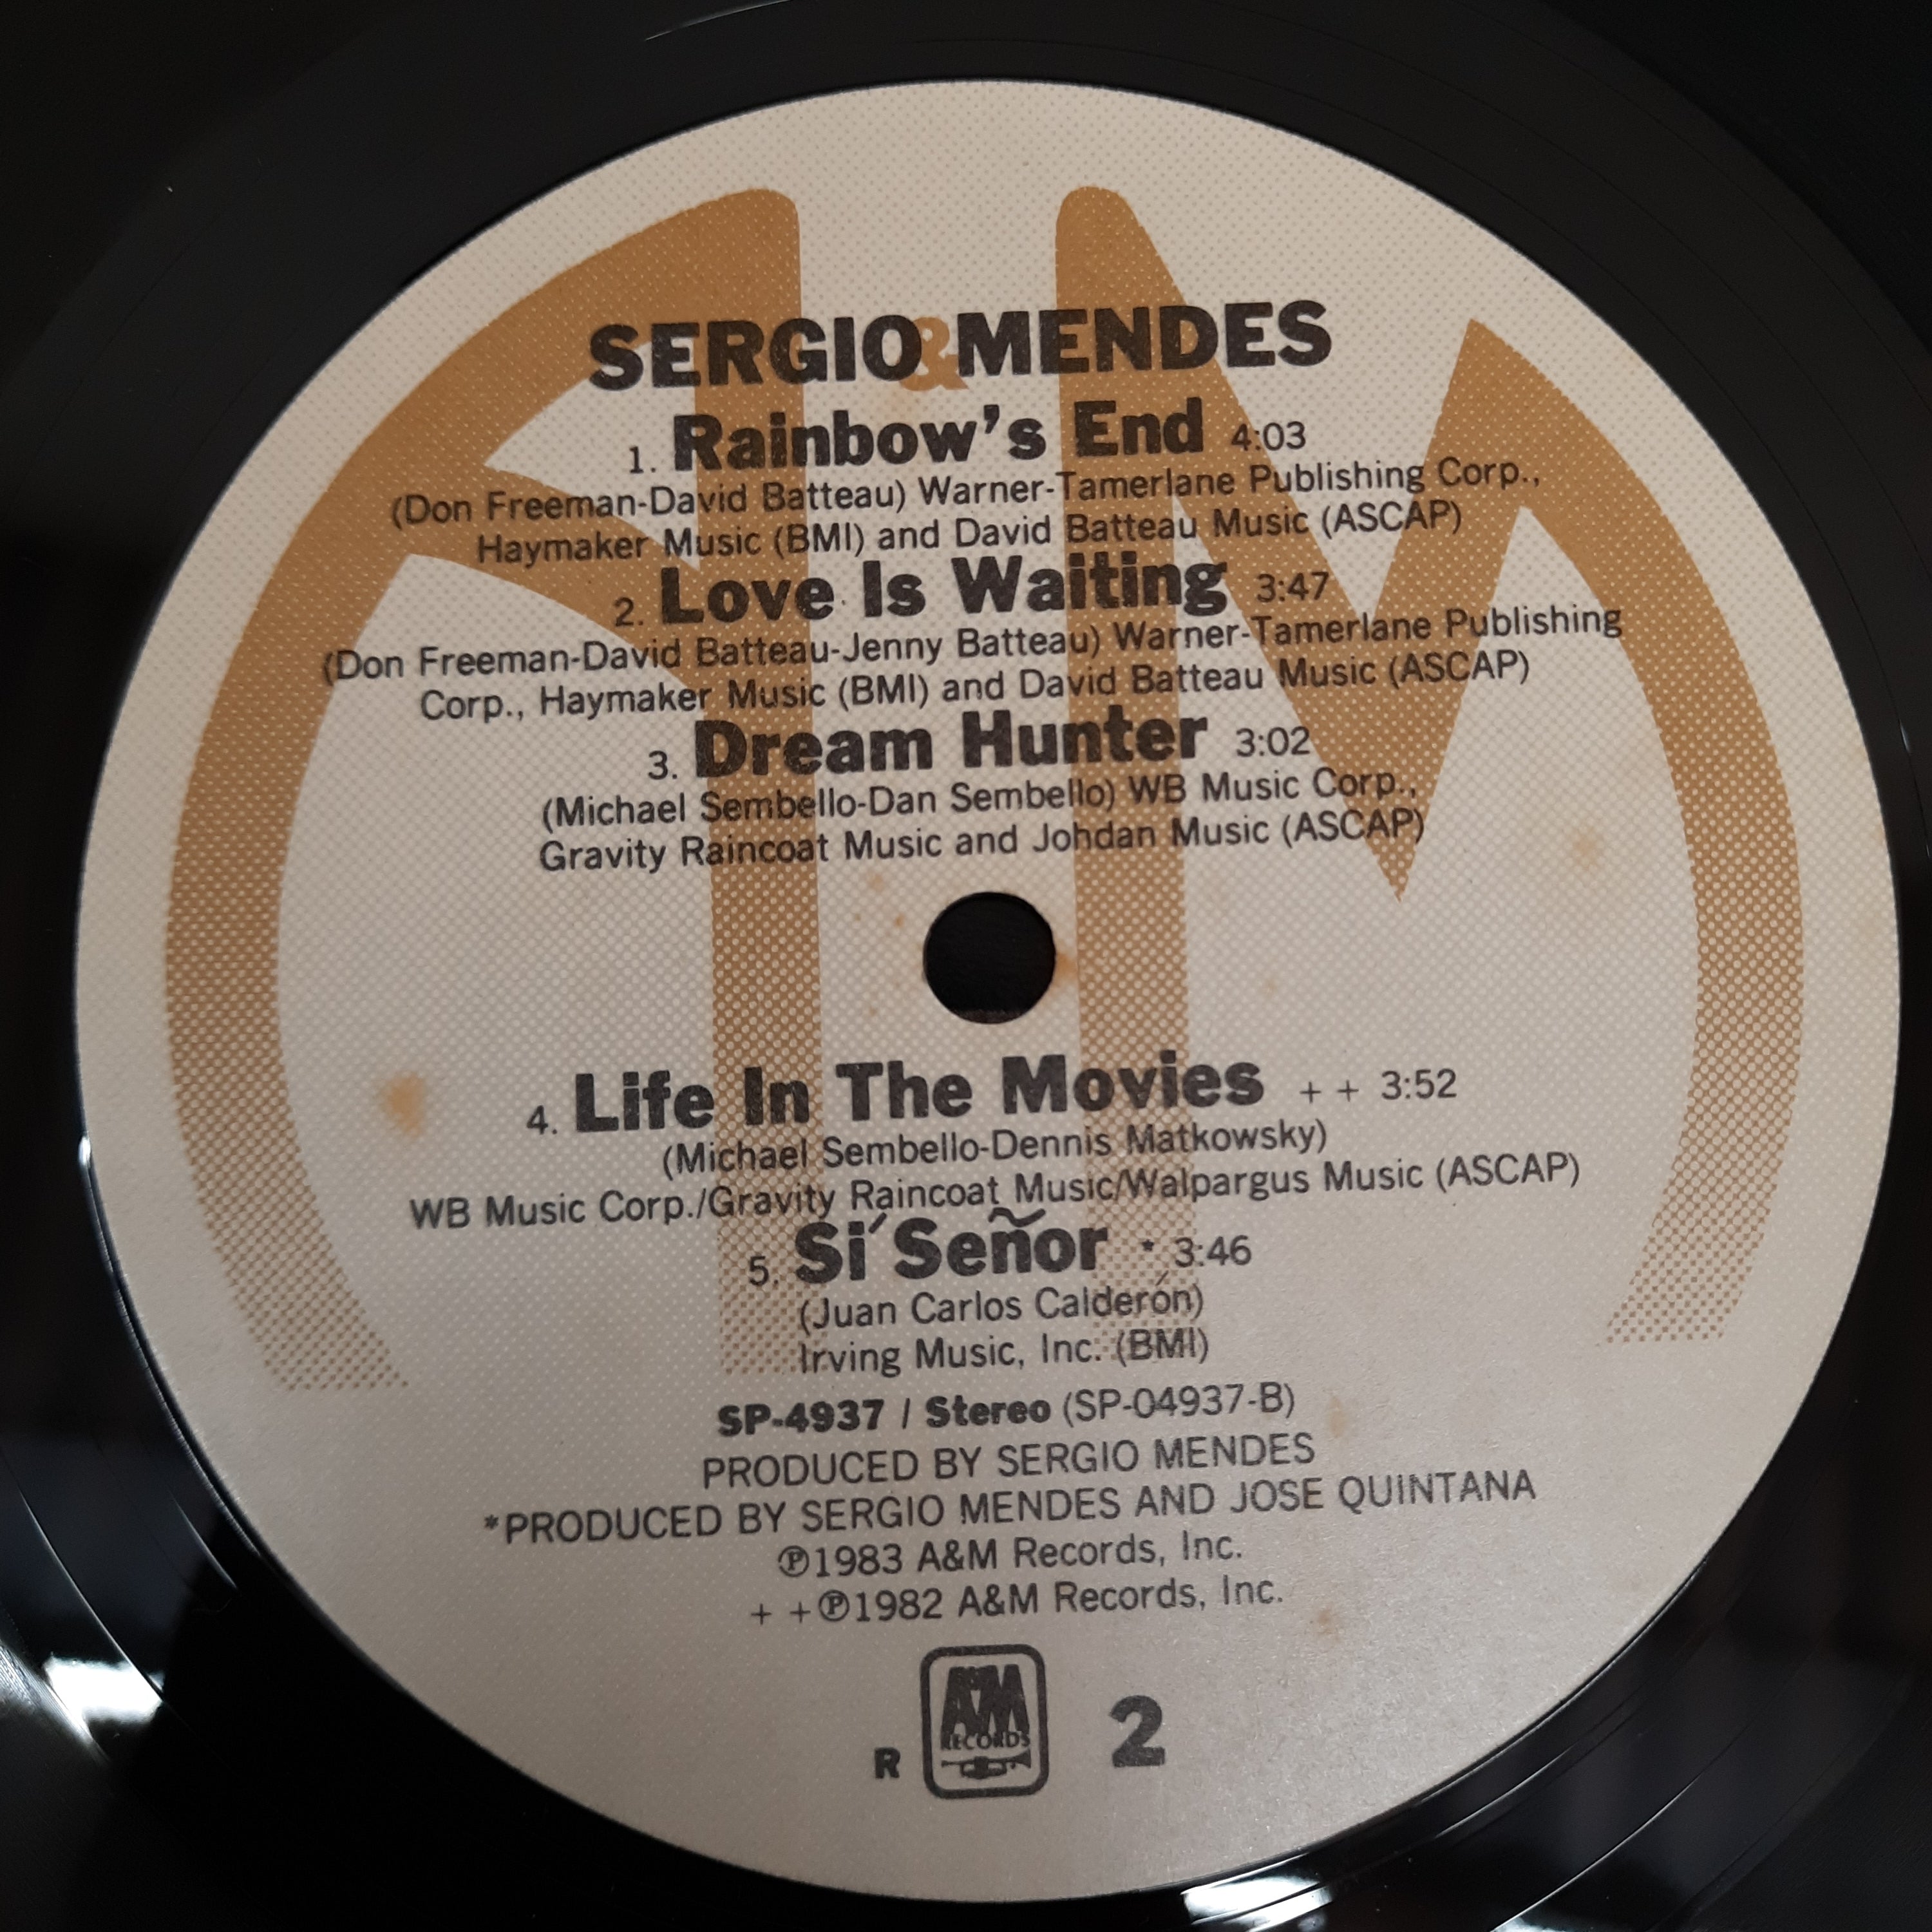 SERGIO & MENDES
1. Rainbow's End 4:03
(Don Freeman-David Batteau) Warner-Tamerlane Publishing Corp.,
Haymaker Music (BMI) and David Batteau Music (ASCAP)
2. Love Is Waiting 3:47
(Don Freeman-David Batteau-Jenny Batteau) Warner-Tamerlane Publishing
Corp., Haymaker Music (BMI) and David Batteau Music (ASCAP)
3. Dream Hunter 3:02
(Michael Sembello-Dan Sembello) WB Music Corp.,
Gravity Raincoat Music and Johdan Music (ASCAP)
4. Life In The Movies + + 3:52
(Michael Sembello-Dennis Matkowsky)
WB Music Corp./Gravity Raincoat Music/Walpargus Music (ASCAP)
5. Si´ Señor * 3:46
(Juan Carlos Calderón)
Irving Music, Inc. (BMI)
SP-4937 / Stereo (SP-04937-B)
PRODUCED BY SERGIO MENDES
*PRODUCED BY SERGIO MENDES AND JOSE QUINTANA
℗1983 A&M Records, Inc.
+ +℗1982 A&M Records, Inc.
A&M
RECORDS
R 2